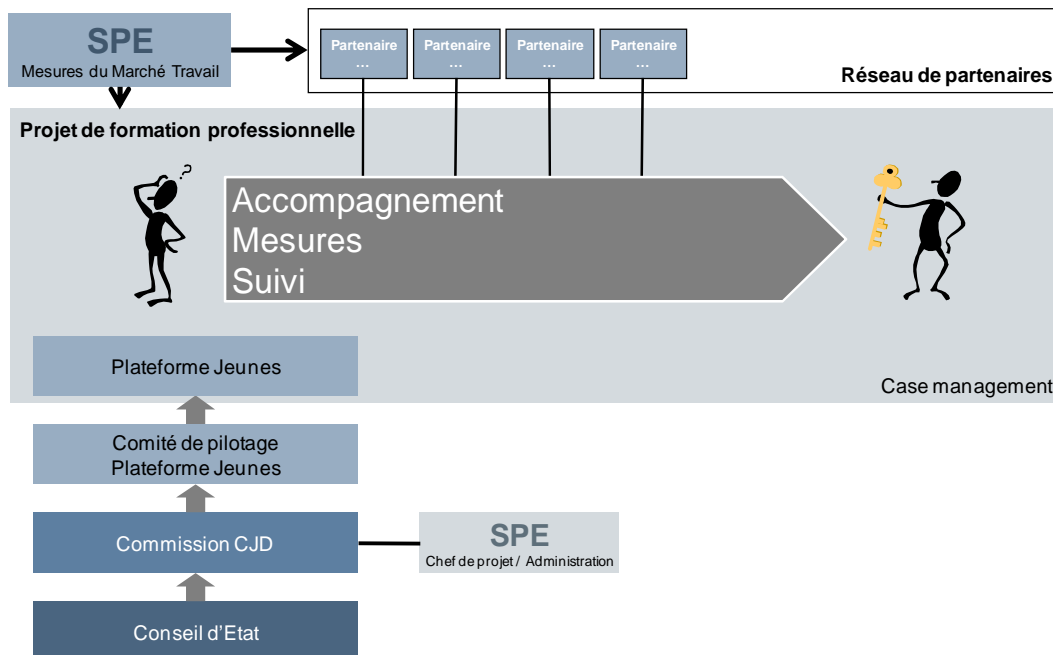 SPE
Mesures du Marché Travail
Partenaire
...
Partenaire
...
Partenaire
...
Partenaire
...
Réseau de partenaires
Projet de formation professionnelle
?
Accompagnement
Mesures
Suivi
Plateforme Jeunes
Case management
Comité de pilotage
Plateforme Jeunes
Commission CJD
SPE
Chef de projet / Administration
Conseil d'Etat